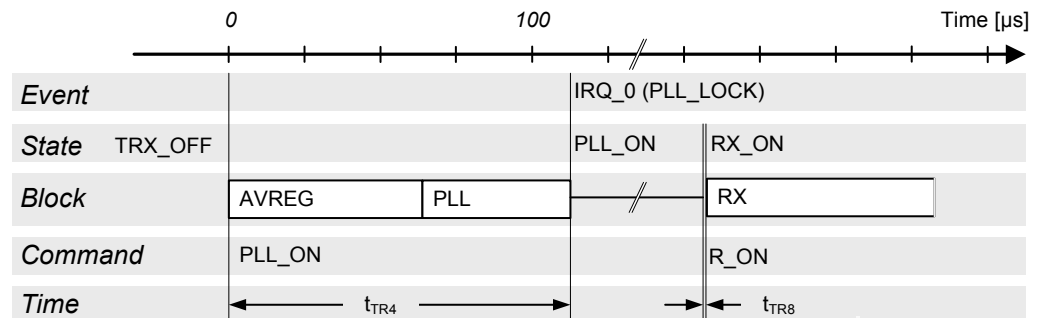 0 100 Time [µs]
Event IRQ_0 (PLL_LOCK)
State TRX_OFF PLL_ON RX_ON
Block AVREG PLL RX
Command PLL_ON R_ON
Time tTR4 tTR8